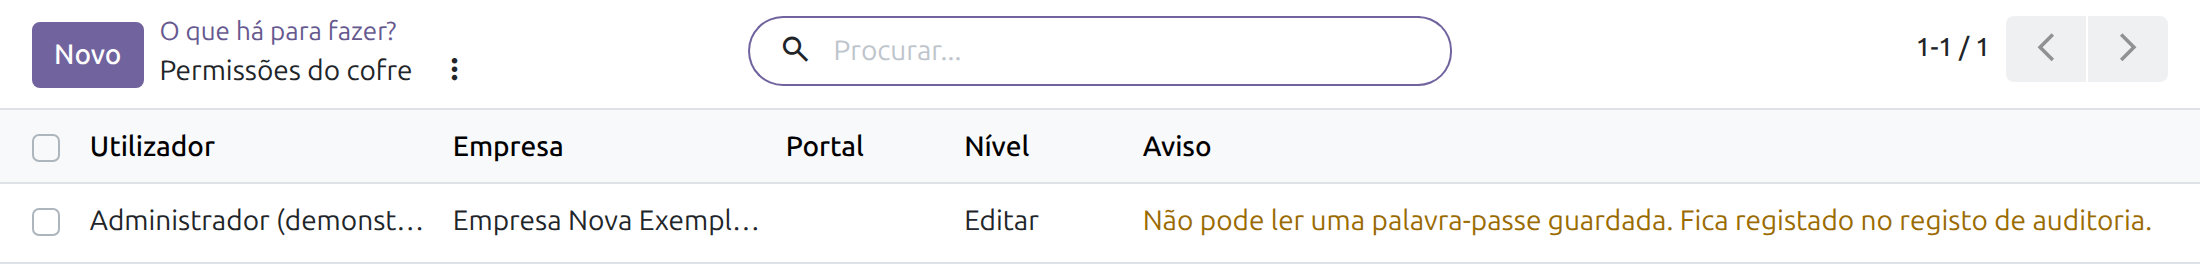 Novo
O que há para fazer?
Permissões do cofre
Procurar...
1-1 / 1
Utilizador Empresa Portal Nível Aviso
Administrador (demonst... Empresa Nova Exempl... Editar Não pode ler uma palavra-passe guardada. Fica registado no registo de auditoria.